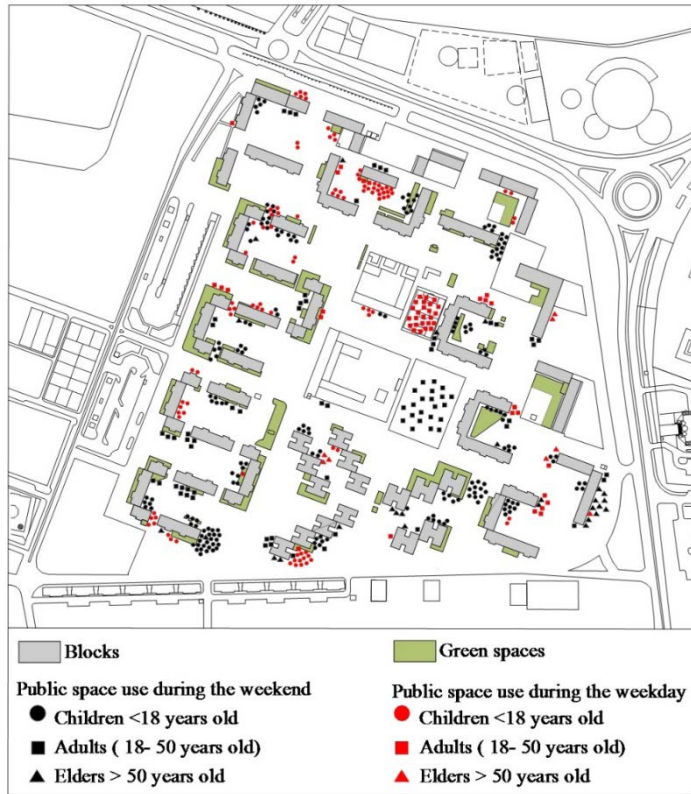 Blocks
Green spaces
Public space use during the weekend
Public space use during the weekday
Children <18 years old
Children <18 years old
Adults ( 18- 50 years old)
Adults ( 18- 50 years old)
Elders > 50 years old
Elders > 50 years old